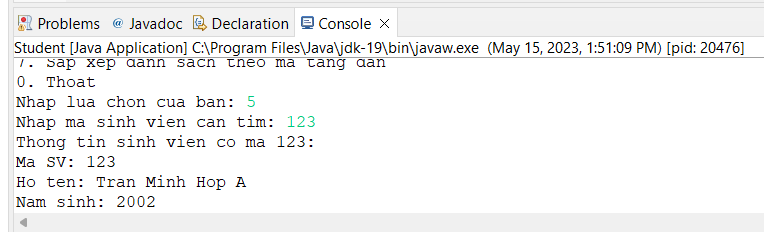 Problems @ Javadoc Declaration Console
Student [Java Application] C:\Program Files\Java\jdk-19\bin\javaw.exe (May 15, 2023, 1:51:09 PM) [pid: 20476]
7. Sap xep danh sach theo ma tang dan
0. Thoat
Nhap lua chon cua ban: 5
Nhap ma sinh vien can tim: 123
Thong tin sinh vien co ma 123:
Ma SV: 123
Ho ten: Tran Minh Hop A
Nam sinh: 2002